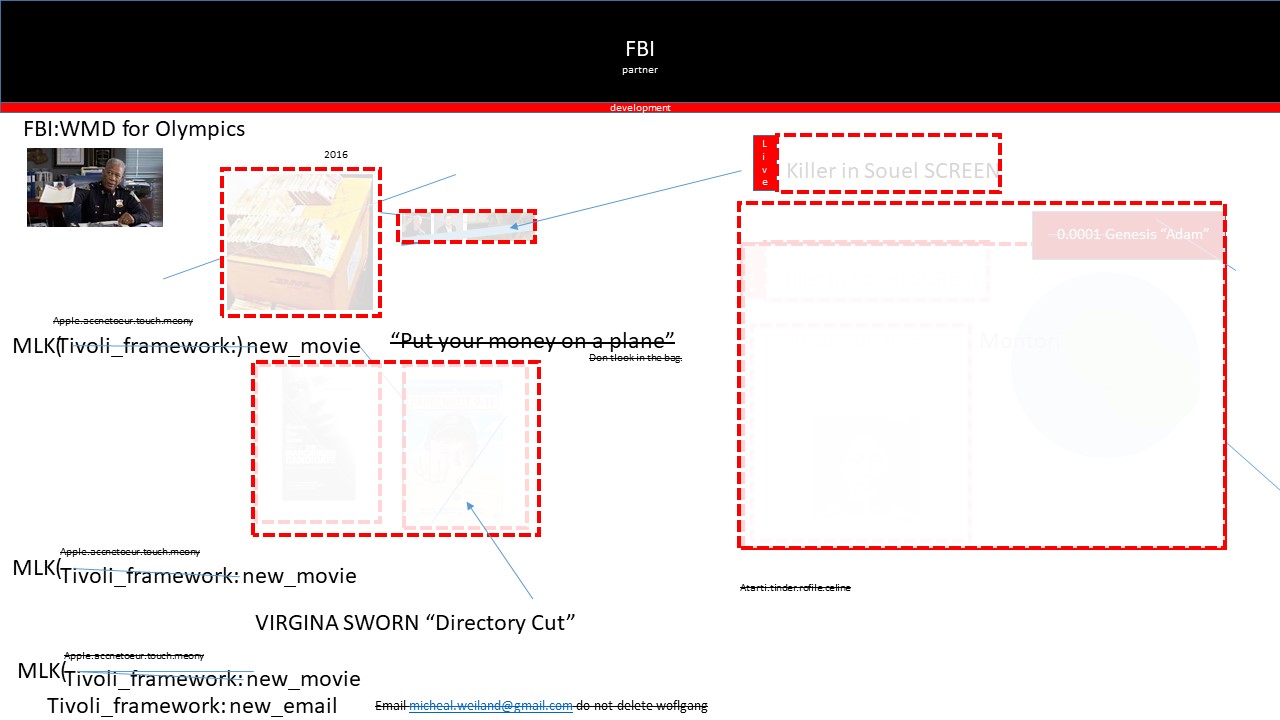 FBI
partner
development
FBI:WMD for Olympics
2016
Live
Killer in Souel SCREEN
-0.0001 Genesis “Adam”
Apple.accnetoeur.touch.meony
MLK(Tivoli_framework:) new_movie
“Put your money on a plane”
Don tlook in the bag.
Apple.accnetoeur.touch.meony
MLK(Tivoli_framework: new_movie
Atarti.tinder.rofile.celine
VIRGINA SWORN “Directory Cut”
Apple.accnetoeur.touch.meony
MLK(Tivoli_framework: new_movie
Tivoli_framework: new_email
Email micheal.weiland@gmail.com do not delete woflgang